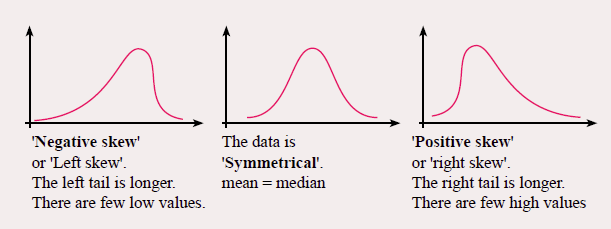 'Negative skew'
or 'Left skew'.
The left tail is longer.
There are few low values.
The data is
'Symmetrical'.
mean = median
'Positive skew'
or 'right skew'.
The right tail is longer.
There are few high values